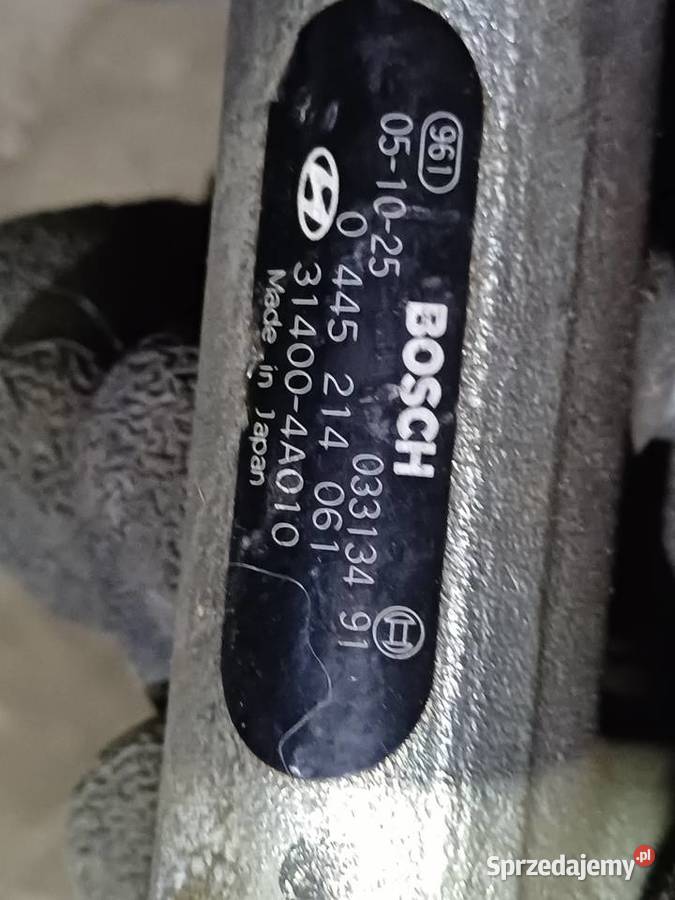 961
05-10-25
BOSCH
033134 91
0 445 214 061
31400-4A010
Made in Japan
Sprzedajemy.pl